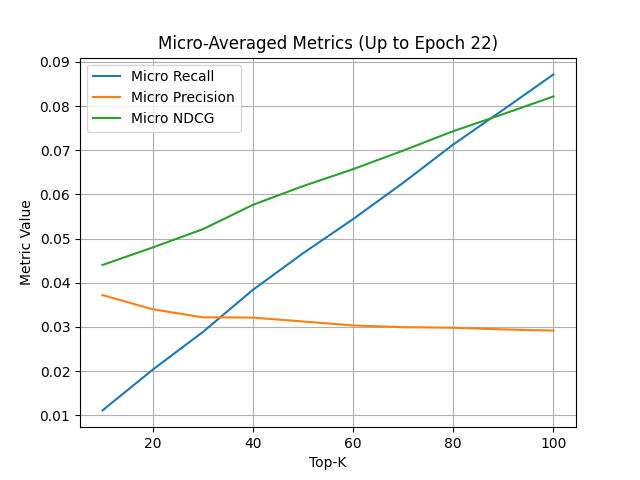 Micro-Averaged Metrics (Up to Epoch 22)
Micro Recall
Micro Precision
Micro NDCG
Metric Value
0.09
0.08
0.07
0.06
0.05
0.04
0.03
0.02
0.01
20 40 60 80 100
Top-K